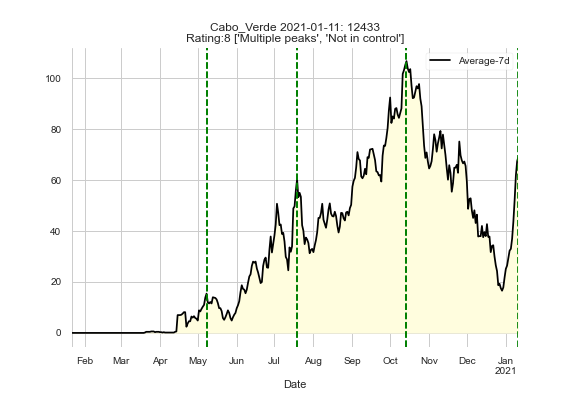 Cabo_Verde 2021-01-11: 12433
Rating:8 ['Multiple peaks', 'Not in control']
Average-7d
100
80
60
40
20
0
Feb Mar Apr May Jun Jul Aug Sep Oct Nov Dec Jan
2021
Date